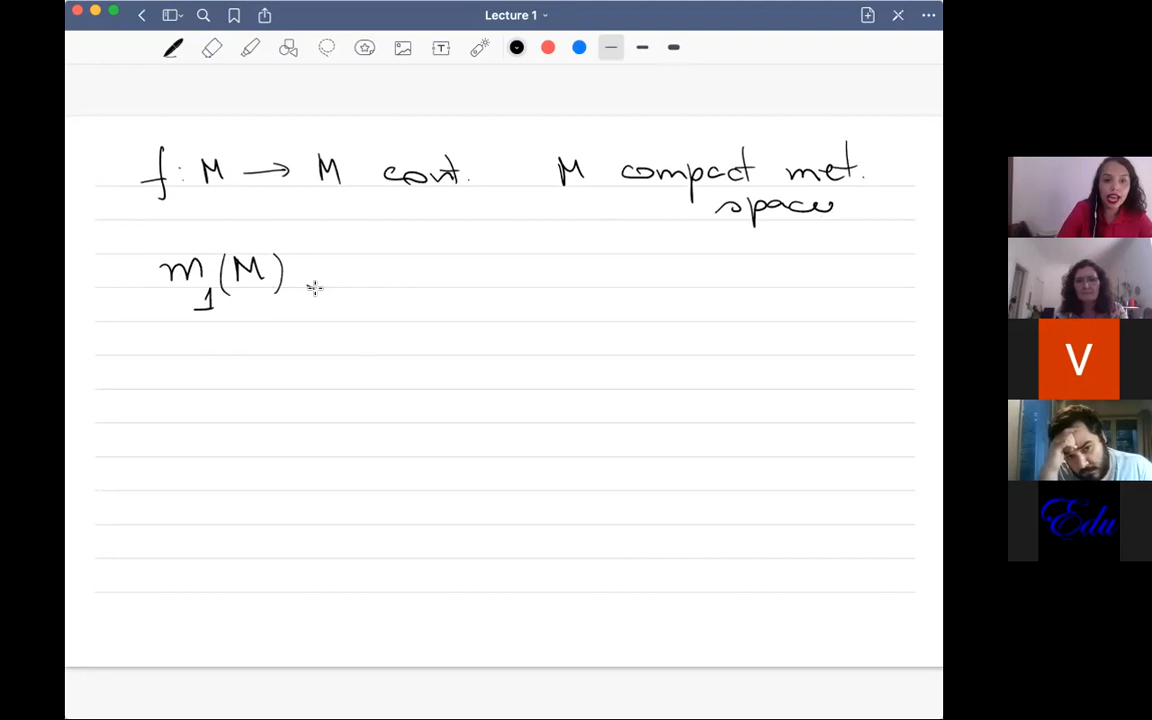 Lecture 1
f: M → M cont. M compact met.
space
m₁(M)
V
Edu